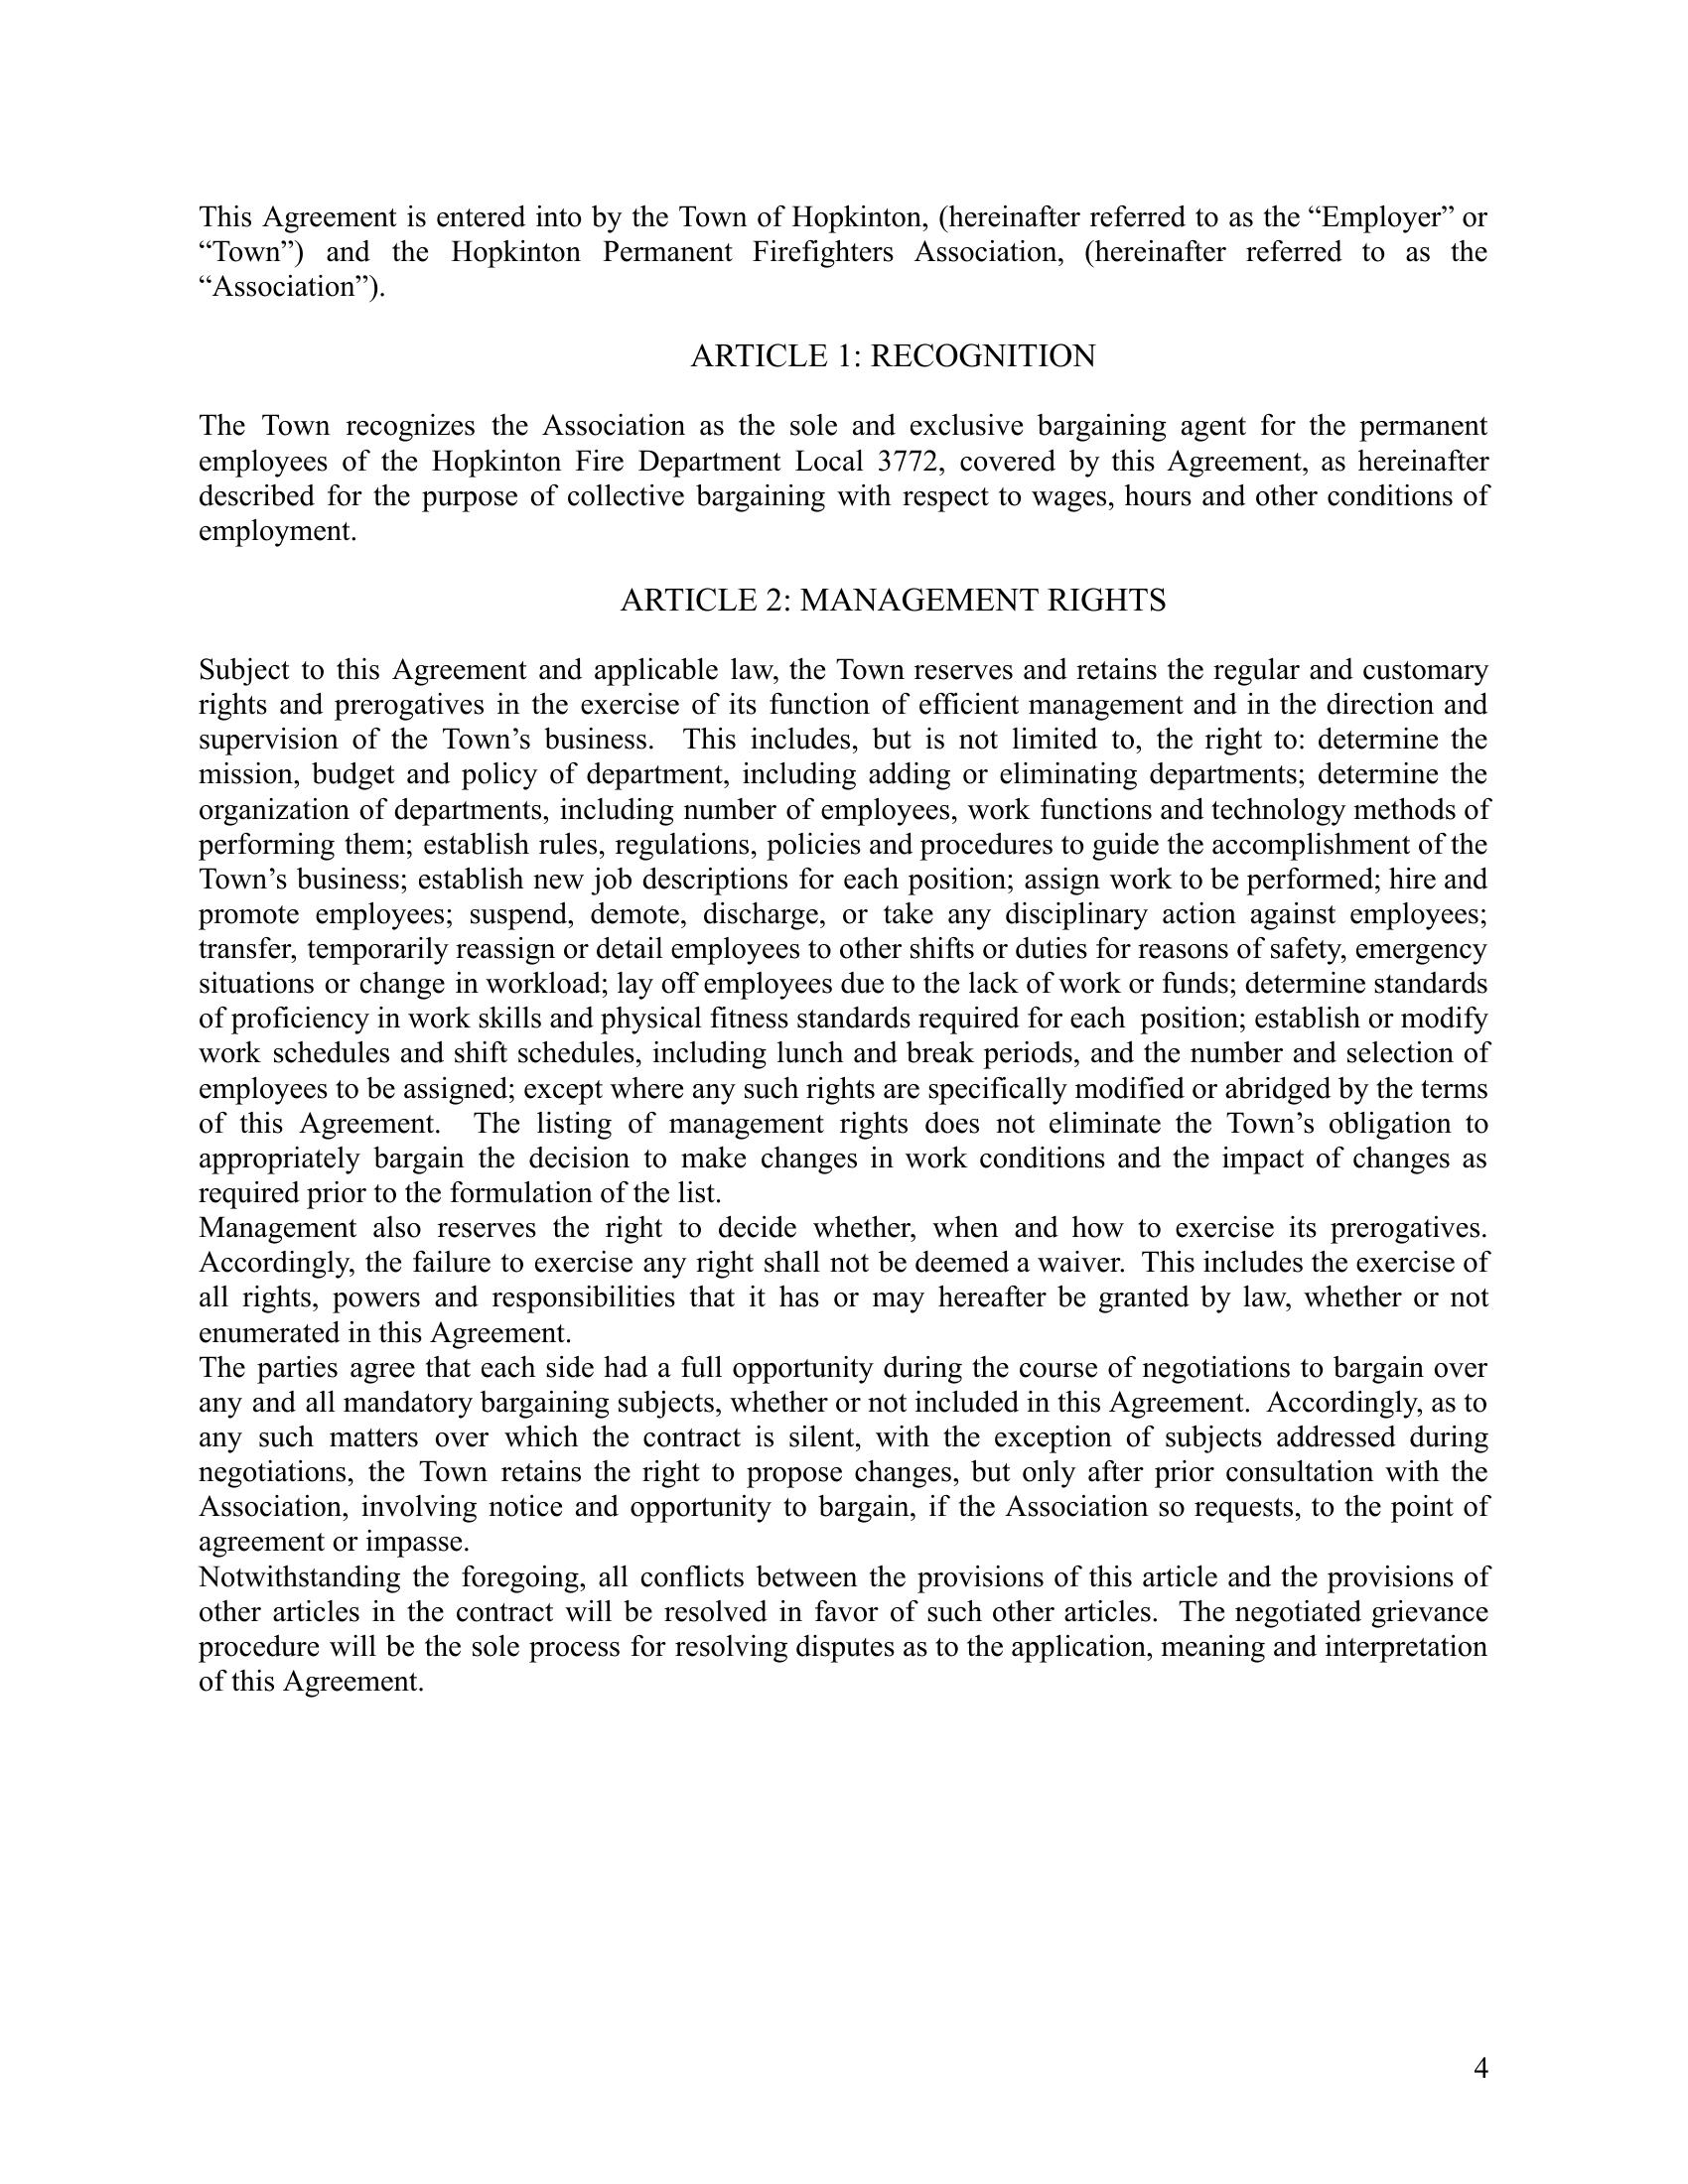 This Agreement is entered into by the Town of Hopkinton, (hereinafter referred to as the “Employer” or
“Town”) and the Hopkinton Permanent Firefighters Association, (hereinafter referred to as the
“Association”).
ARTICLE 1: RECOGNITION
The Town recognizes the Association as the sole and exclusive bargaining agent for the permanent
employees of the Hopkinton Fire Department Local 3772, covered by this Agreement, as hereinafter
described for the purpose of collective bargaining with respect to wages, hours and other conditions of
employment.
ARTICLE 2: MANAGEMENT RIGHTS
Subject to this Agreement and applicable law, the Town reserves and retains the regular and customary
rights and prerogatives in the exercise of its function of efficient management and in the direction and
supervision of the Town’s business. This includes, but is not limited to, the right to: determine the
mission, budget and policy of department, including adding or eliminating departments; determine the
organization of departments, including number of employees, work functions and technology methods of
performing them; establish rules, regulations, policies and procedures to guide the accomplishment of the
Town’s business; establish new job descriptions for each position; assign work to be performed; hire and
promote employees; suspend, demote, discharge, or take any disciplinary action against employees;
transfer, temporarily reassign or detail employees to other shifts or duties for reasons of safety, emergency
situations or change in workload; lay off employees due to the lack of work or funds; determine standards
of proficiency in work skills and physical fitness standards required for each position; establish or modify
work schedules and shift schedules, including lunch and break periods, and the number and selection of
employees to be assigned; except where any such rights are specifically modified or abridged by the terms
of this Agreement. The listing of management rights does not eliminate the Town’s obligation to
appropriately bargain the decision to make changes in work conditions and the impact of changes as
required prior to the formulation of the list.
Management also reserves the right to decide whether, when and how to exercise its prerogatives.
Accordingly, the failure to exercise any right shall not be deemed a waiver. This includes the exercise of
all rights, powers and responsibilities that it has or may hereafter be granted by law, whether or not
enumerated in this Agreement.
The parties agree that each side had a full opportunity during the course of negotiations to bargain over
any and all mandatory bargaining subjects, whether or not included in this Agreement. Accordingly, as to
any such matters over which the contract is silent, with the exception of subjects addressed during
negotiations, the Town retains the right to propose changes, but only after prior consultation with the
Association, involving notice and opportunity to bargain, if the Association so requests, to the point of
agreement or impasse.
Notwithstanding the foregoing, all conflicts between the provisions of this article and the provisions of
other articles in the contract will be resolved in favor of such other articles. The negotiated grievance
procedure will be the sole process for resolving disputes as to the application, meaning and interpretation
of this Agreement.
4